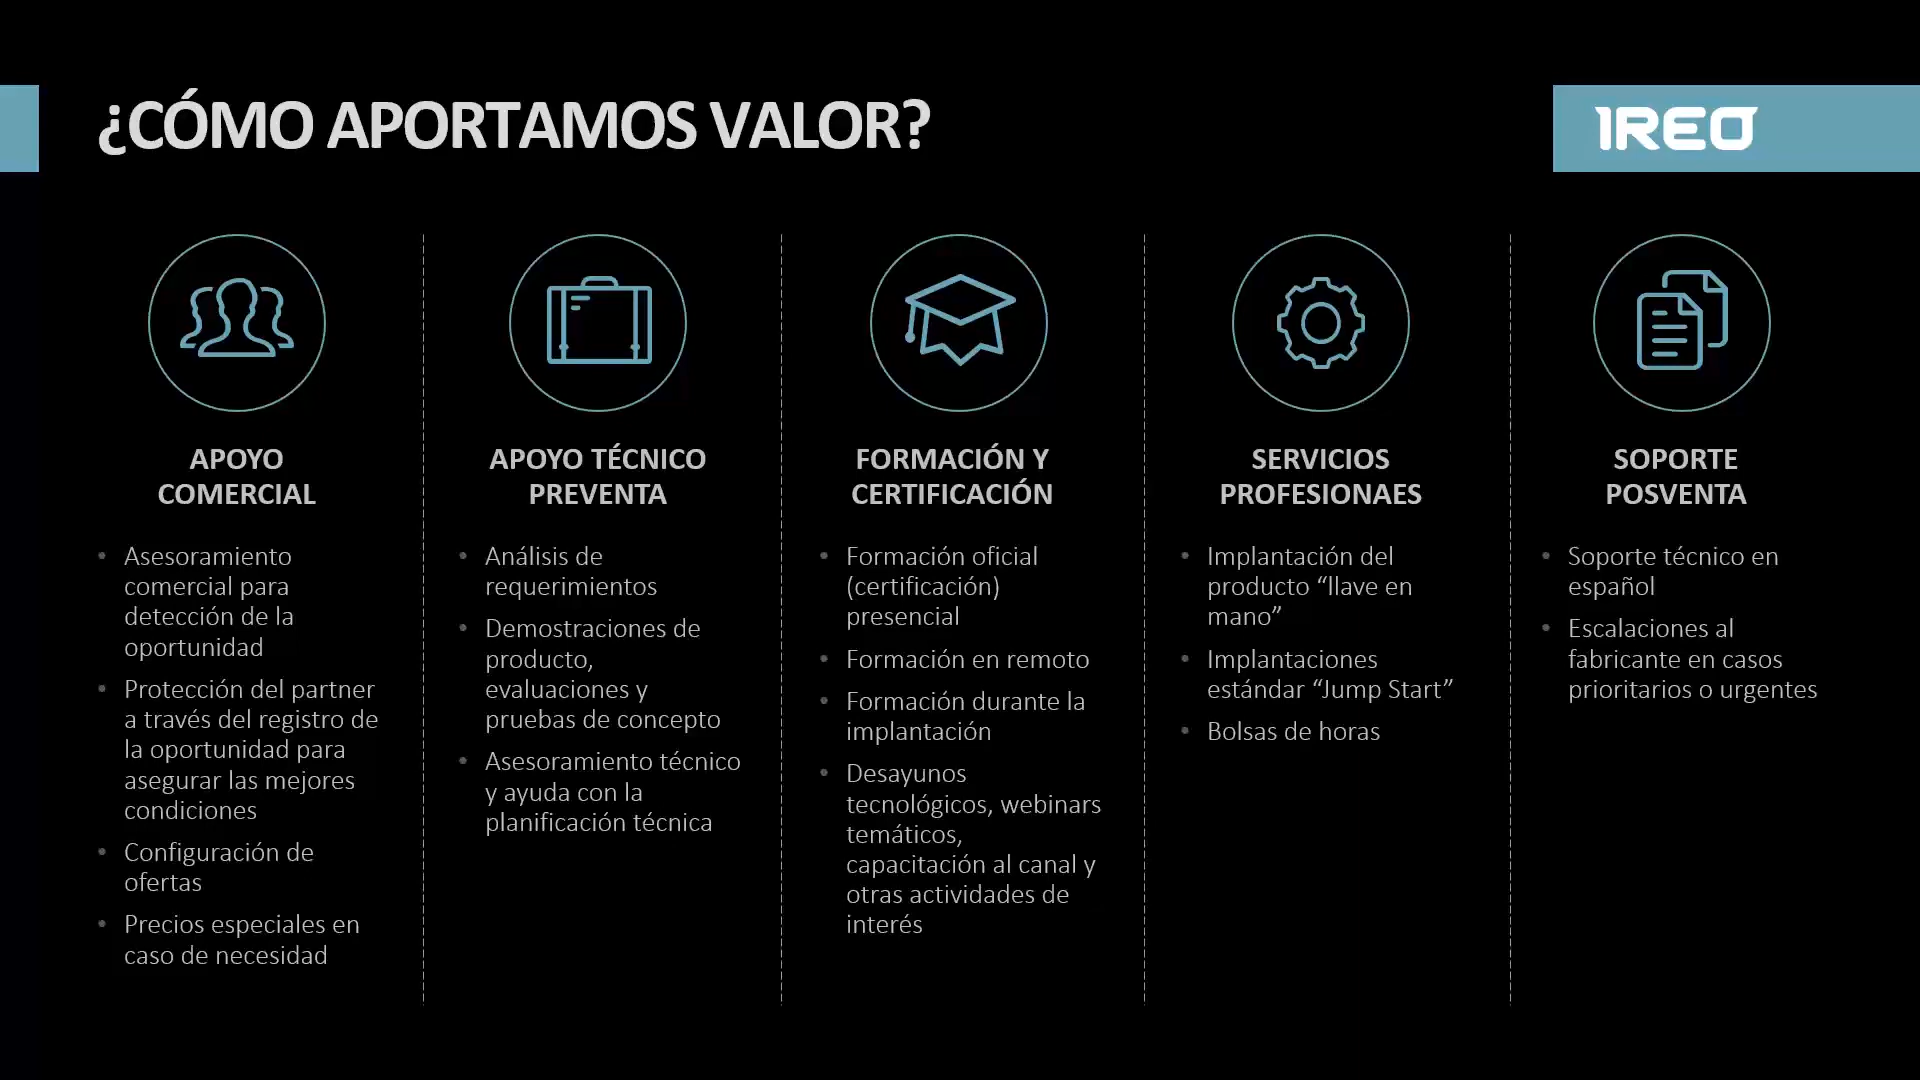 ¿CÓMO APORTAMOS VALOR?
IREO
APOYO
COMERCIAL
• Asesoramiento
comercial para
detección de la
oportunidad
• Protección del partner
a través del registro de
la oportunidad para
asegurar las mejores
condiciones
• Configuración de
ofertas
• Precios especiales en
caso de necesidad
APOYO TÉCNICO
PREVENTA
• Análisis de
requerimientos
• Demostraciones de
producto,
evaluaciones y
pruebas de concepto
• Asesoramiento técnico
y ayuda con la
planificación técnica
FORMACIÓN Y
CERTIFICACIÓN
• Formación oficial
(certificación)
presencial
• Formación en remoto
• Formación durante la
implantación
• Desayunos
tecnológicos, webinars
temáticos,
capacitación al canal y
otras actividades de
interés
SERVICIOS
PROFESIONAES
• Implantación del
producto “llave en
mano”
• Implantaciones
estándar “Jump Start”
• Bolsas de horas
SOPORTE
POSVENTA
• Soporte técnico en
español
• Escalaciones al
fabricante en casos
prioritarios o urgentes